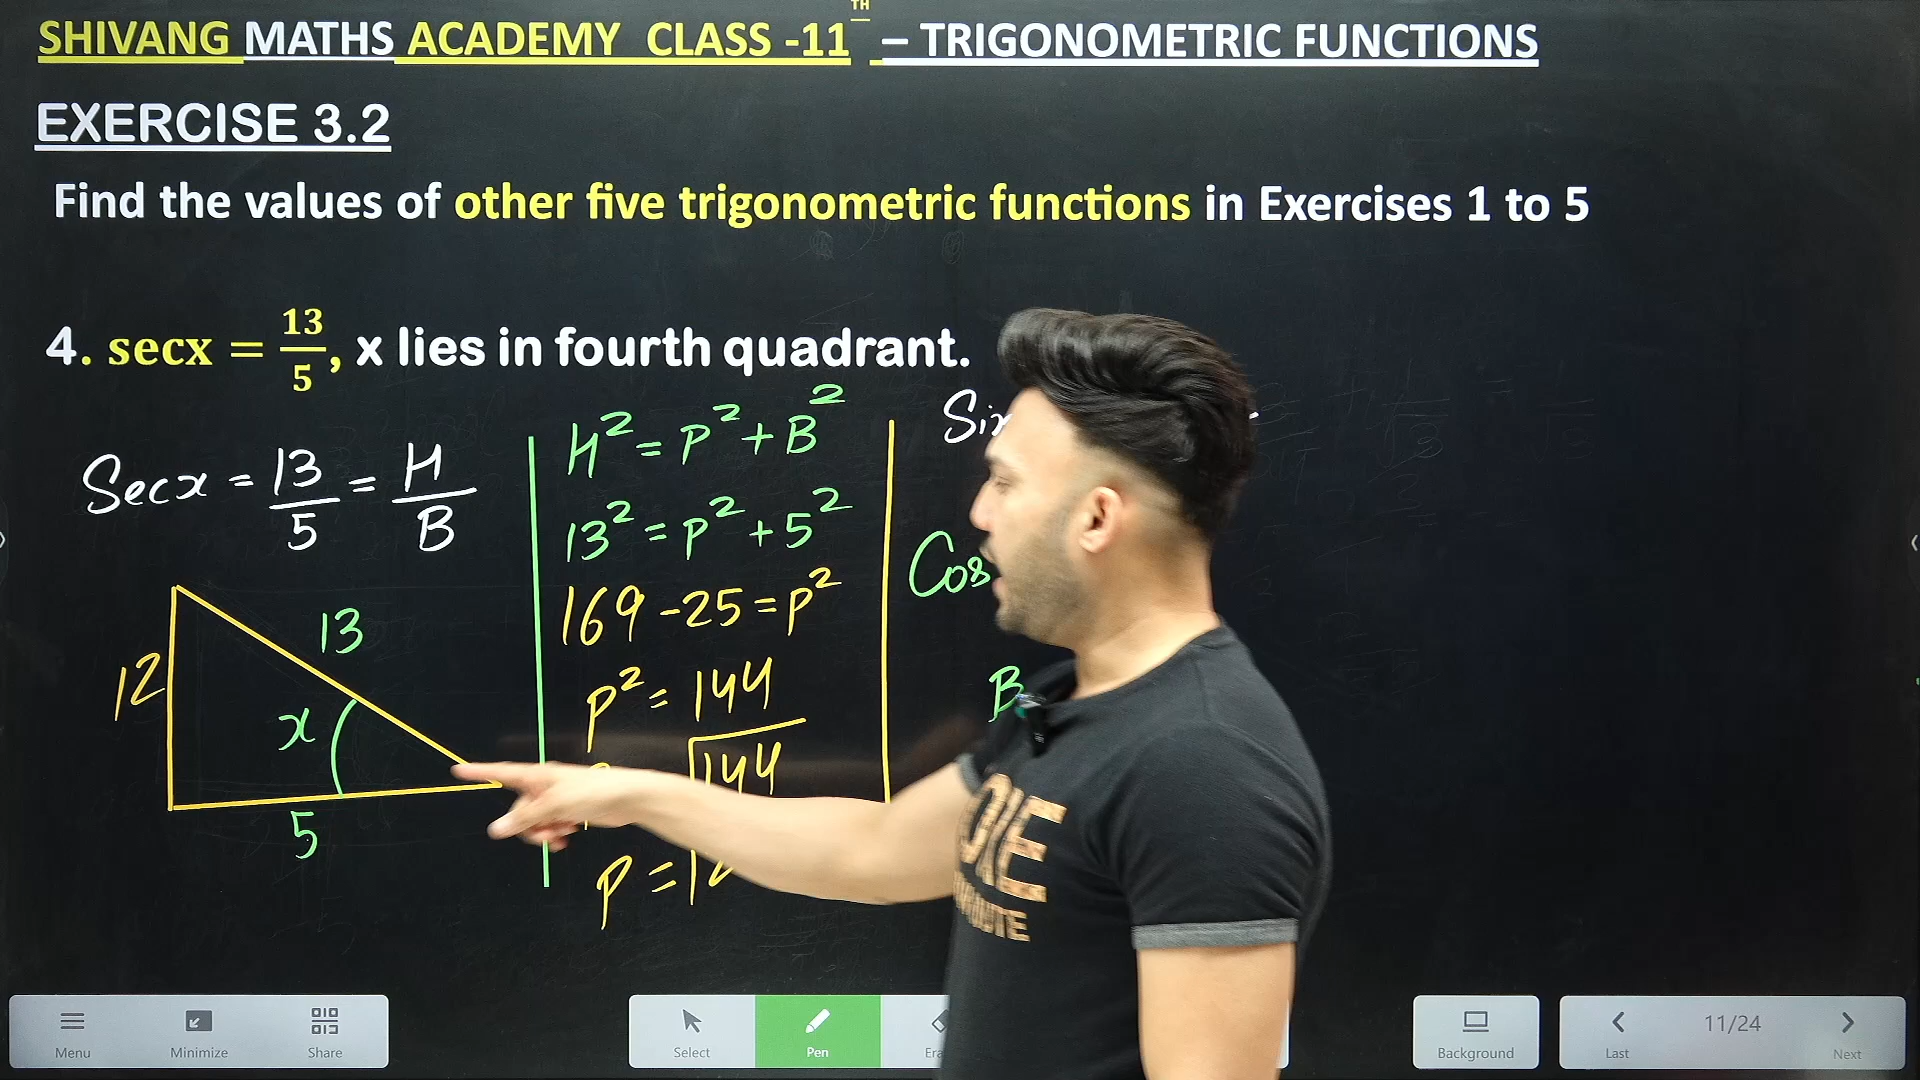 SHIVANG MATHS ACADEMY CLASS -11TH – TRIGONOMETRIC FUNCTIONS
EXERCISE 3.2
Find the values of other five trigonometric functions in Exercises 1 to 5
4. secx = 13/5, x lies in fourth quadrant.
Secx = 13/5 = H/B
13
12
x
5
H² = P² + B²
13² = P² + 5²
169 - 25 = P²
P² = 144
√144
P = 12
Cos
B
Menu
Minimize
Share
Select
Pen
Background
Last
11/24
Next